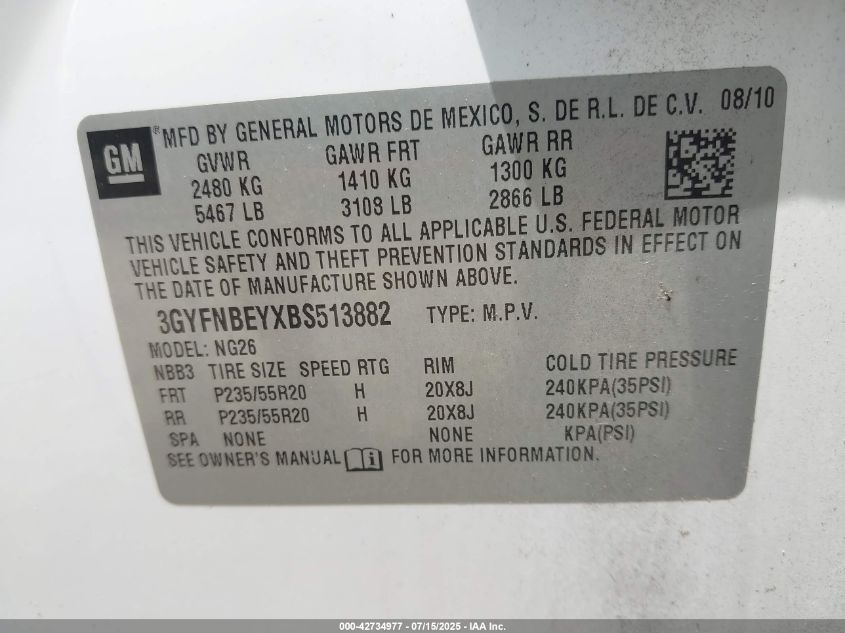 GM ® MFD BY GENERAL MOTORS DE MEXICO, S. DE R.L. DE C.V. 08/10
GVWR GAWR FRT GAWR RR
2480 KG 1410 KG 1300 KG
5467 LB 3108 LB 2866 LB
THIS VEHICLE CONFORMS TO ALL APPLICABLE U.S. FEDERAL MOTOR
VEHICLE SAFETY AND THEFT PREVENTION STANDARDS IN EFFECT ON
THE DATE OF MANUFACTURE SHOWN ABOVE.
3GYFNBEYXBS513882 TYPE: M.P.V.
MODEL: NG26
NBB3 TIRE SIZE SPEED RTG RIM COLD TIRE PRESSURE
FRT P235/55R20 H 20X8J 240KPA(35PSI)
RR P235/55R20 H 20X8J 240KPA(35PSI)
SPA NONE NONE KPA(PSI)
SEE OWNER'S MANUAL FOR MORE INFORMATION.
000-42734977 - 07/15/2025 - IAA Inc.